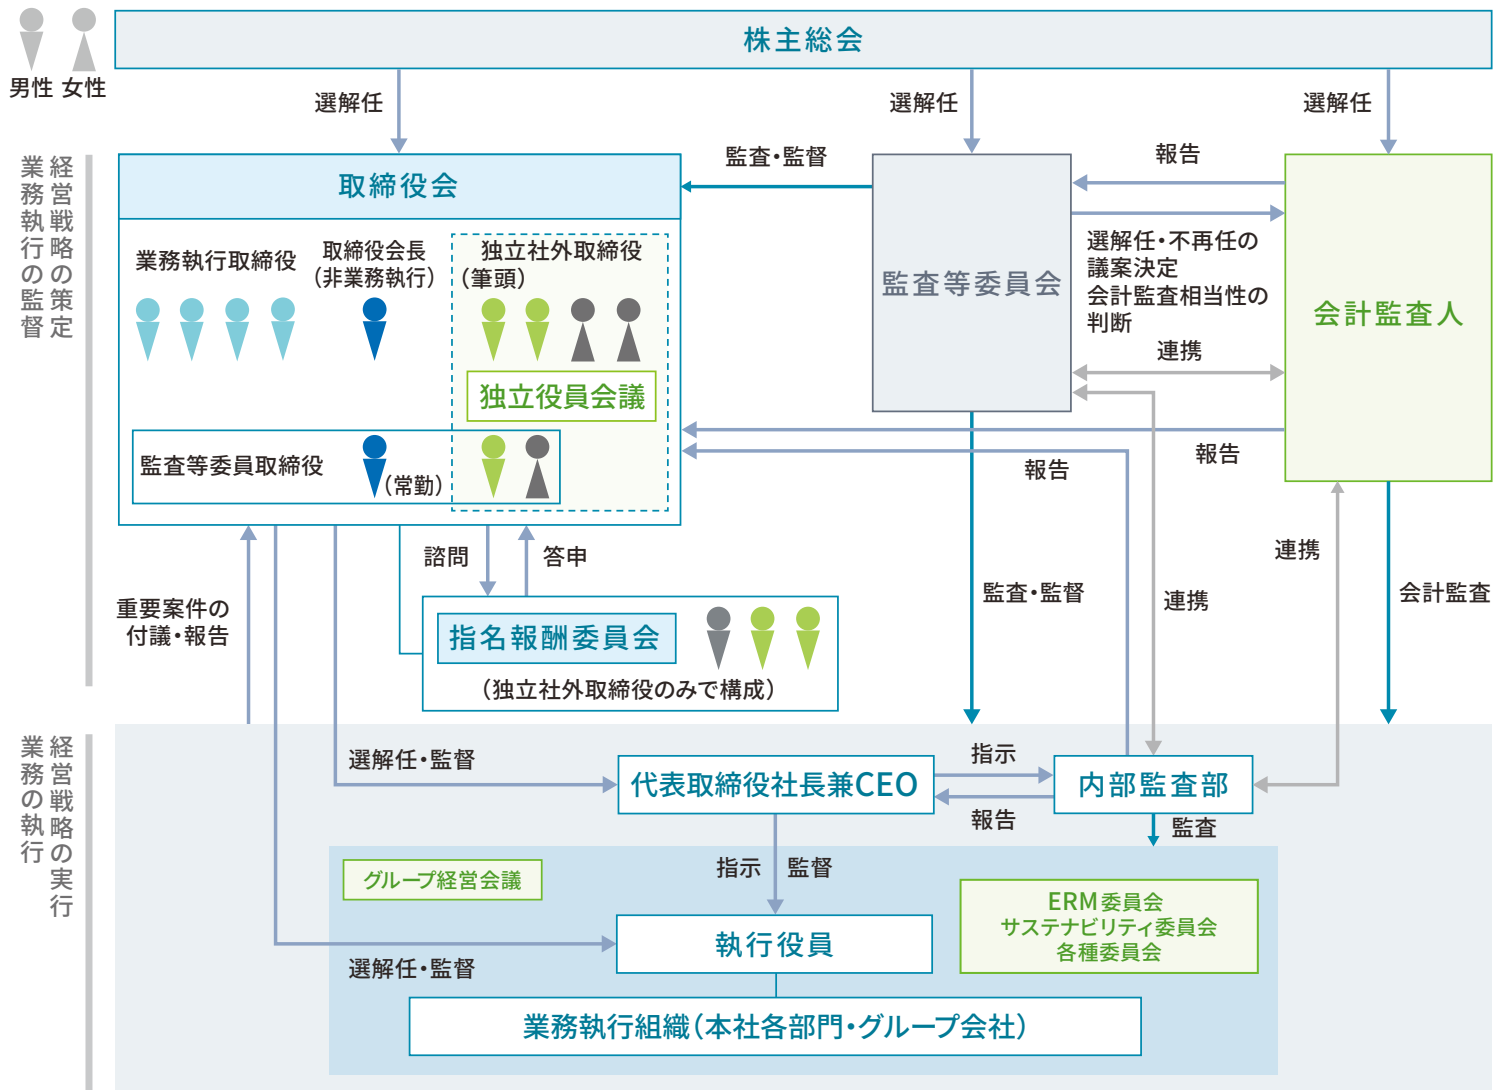 男性 女性
株主総会
選解任
選解任
選解任
経営戦略の策定
業務執行の監督
取締役会
監査・監督
監査等委員会
報告
会計監査人
選解任・不再任の
議案決定
会計監査相当性の
判断
連携
業務執行取締役
取締役会長
（非業務執行）
独立社外取締役
（筆頭）
独立役員会議
監査等委員取締役
（常勤）
報告
報告
諮問
答申
重要案件の
付議・報告
監査・監督
連携
連携
会計監査
指名報酬委員会
（独立社外取締役のみで構成）
経営戦略の実行
業務の執行
選解任・監督
代表取締役社長兼CEO
指示
報告
内部監査部
監査
指示
監督
グループ経営会議
ERM委員会
サステナビリティ委員会
各種委員会
執行役員
選解任・監督
業務執行組織（本社各部門・グループ会社）